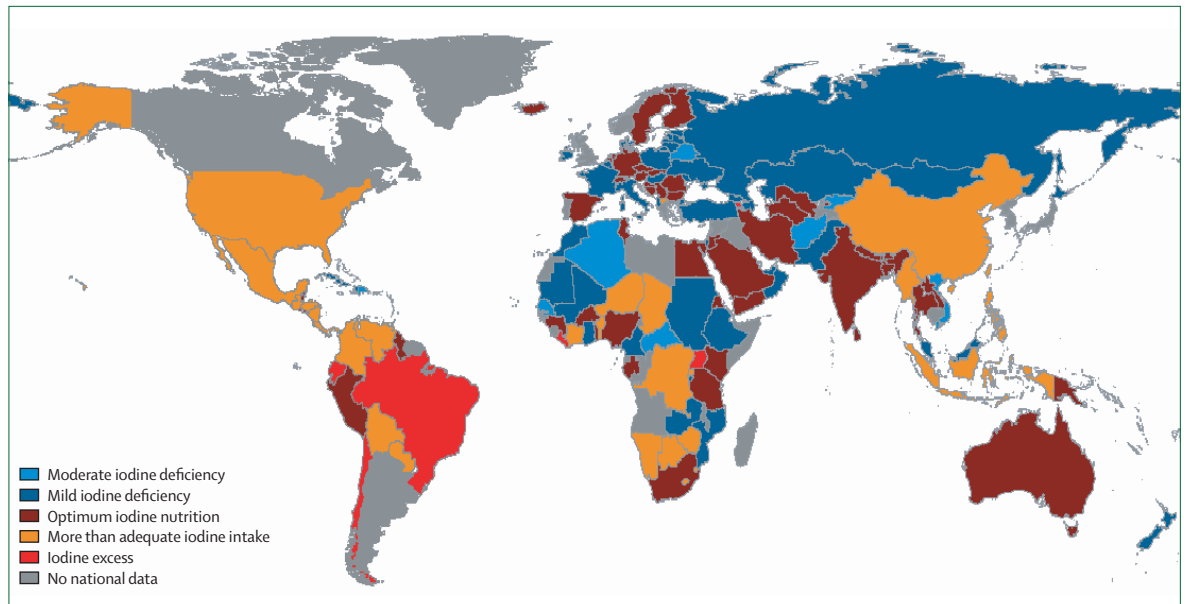 Moderate iodine deficiency
Mild iodine deficiency
Optimum iodine nutrition
More than adequate iodine intake
Iodine excess
No national data